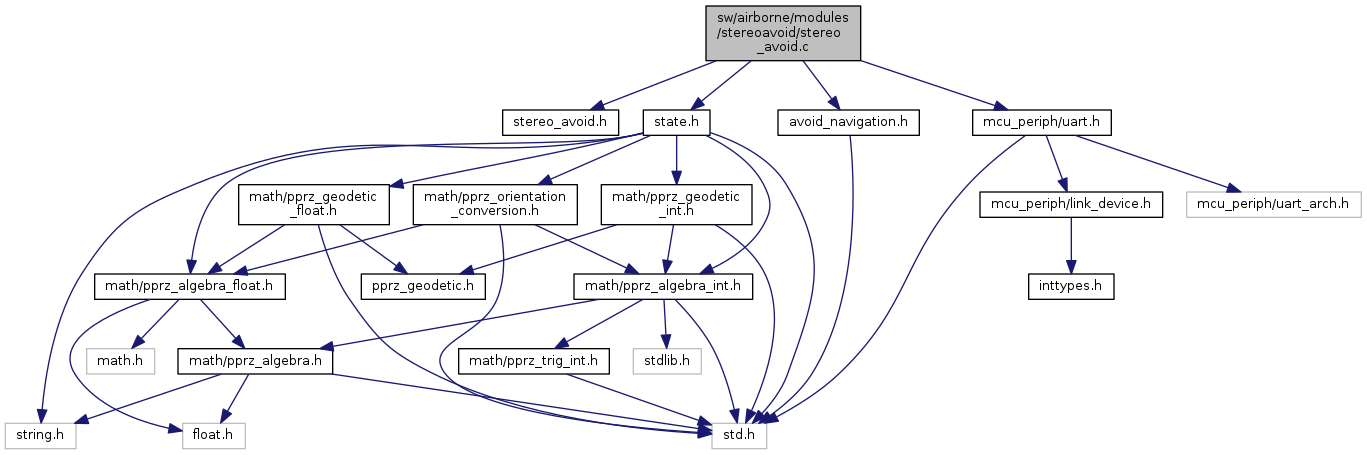 sw/airborne/modules
/stereoavoid/stereo
_avoid.c
stereo_avoid.h
state.h
avoid_navigation.h
mcu_periph/uart.h
math/pprz_geodetic
_float.h
math/pprz_orientation
_conversion.h
math/pprz_geodetic
_int.h
mcu_periph/link_device.h
mcu_periph/uart_arch.h
math/pprz_algebra_float.h
pprz_geodetic.h
math/pprz_algebra_int.h
inttypes.h
math.h
math/pprz_algebra.h
math/pprz_trig_int.h
stdlib.h
string.h
float.h
std.h